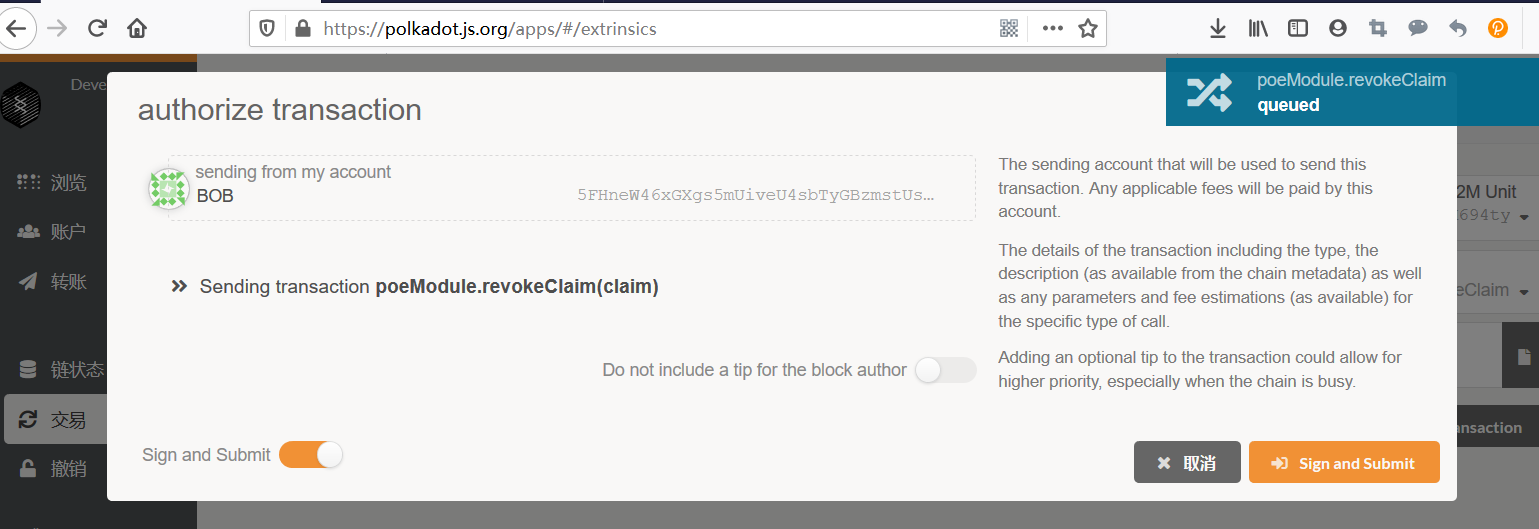 https://polkadot.js.org/apps/#/extrinsics
Deve
authorize transaction
poeModule.revokeClaim
queued
sending from my account
BOB
5FHneW46xGXgs5mUiveU4sbTyGBzmstUs…
The sending account that will be used to send this
transaction. Any applicable fees will be paid by this
account.
浏览
账户
转账
链状态
交易
撤销
2M Unit
694ty
Sending transaction poeModule.revokeClaim(claim)
The details of the transaction including the type, the
description (as available from the chain metadata) as well
as any parameters and fee estimations (as available) for
the specific type of call.
eClaim
Do not include a tip for the block author
Adding an optional tip to the transaction could allow for
higher priority, especially when the chain is busy.
ansaction
Sign and Submit
取消
Sign and Submit